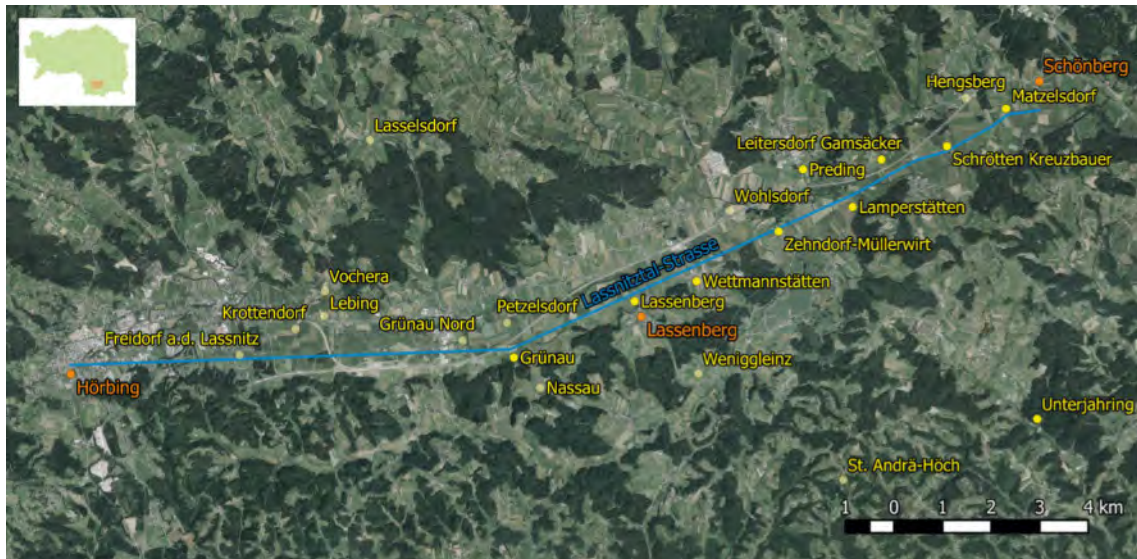 Schönberg
Hengsberg
Matzelsdorf
Lasselsdorf
Leitersdorf Gamsäcker
Schrötten Kreuzbauer
Preding
Wohlsdorf
Lamperstätten
Zehndorf-Müllerwirt
Lassnitztal-Strasse
Vochera
Wettmannstätten
Lebing
Lassenberg
Krottendorf
Petzelsdorf
Grünau Nord
Lassenberg
Freidorf a.d. Lassnitz
Grünau
Weniggleinz
Hörbing
Nassau
Unterjahring
St. Andrä-Höch
1 0 1 2 3 4 km